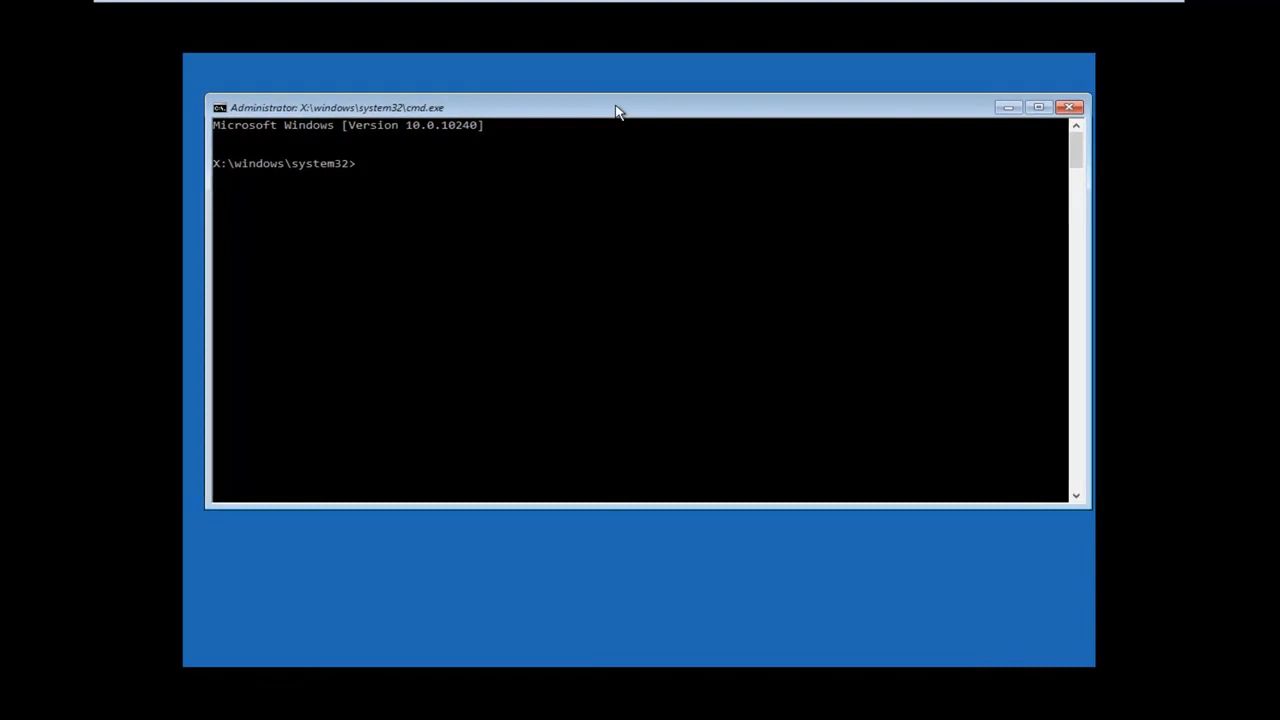 Administrator: X:\windows\system32\cmd.exe
Microsoft Windows [Version 10.0.10240]
X:\windows\system32>